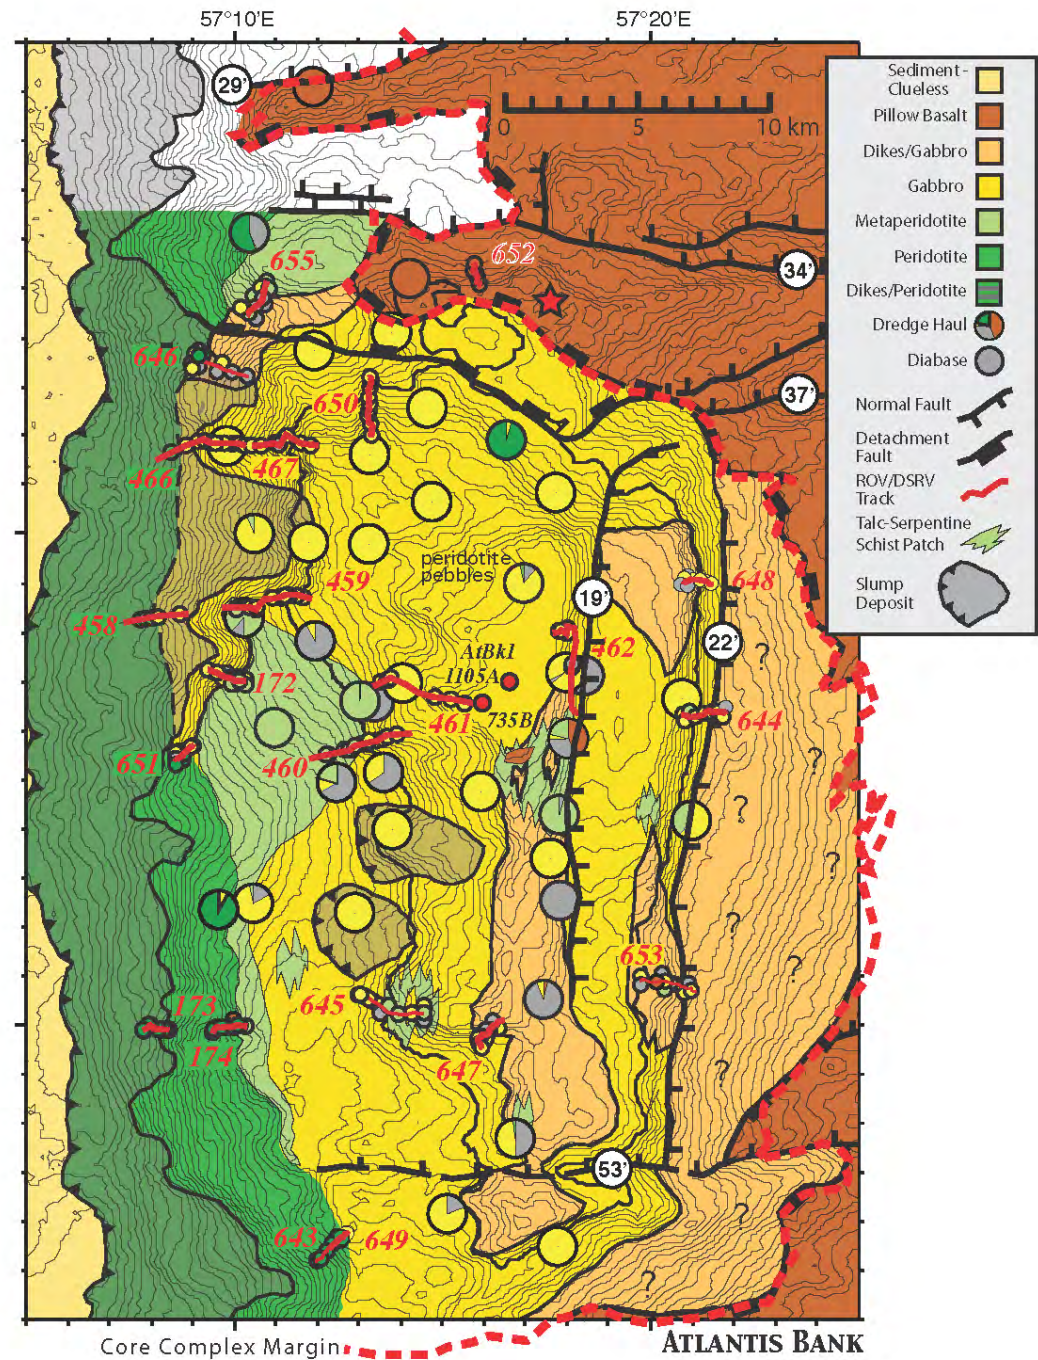 57°10'E
57°20'E
29'
0
5
10 km
Sediment-
Clueless
Pillow Basalt
Dikes/Gabbro
Gabbro
Metaperidotite
Peridotite
Dikes/Peridotite
Dredge Haul
Diabase
Normal Fault
Detachment
Fault
ROV/DSRV
Track
Talc-Serpentine
Schist Patch
Slump
Deposit
655
652
34'
646
650
37'
466
467
peridotite
pebbles
459
458
19'
648
462
22'
?
AtBk1
1105A
172
461
735B
644
651
460
?
?
?
653
?
645
173
174
647
?
?
53'
?
643
649
?
Core Complex Margin
ATLANTIS BANK